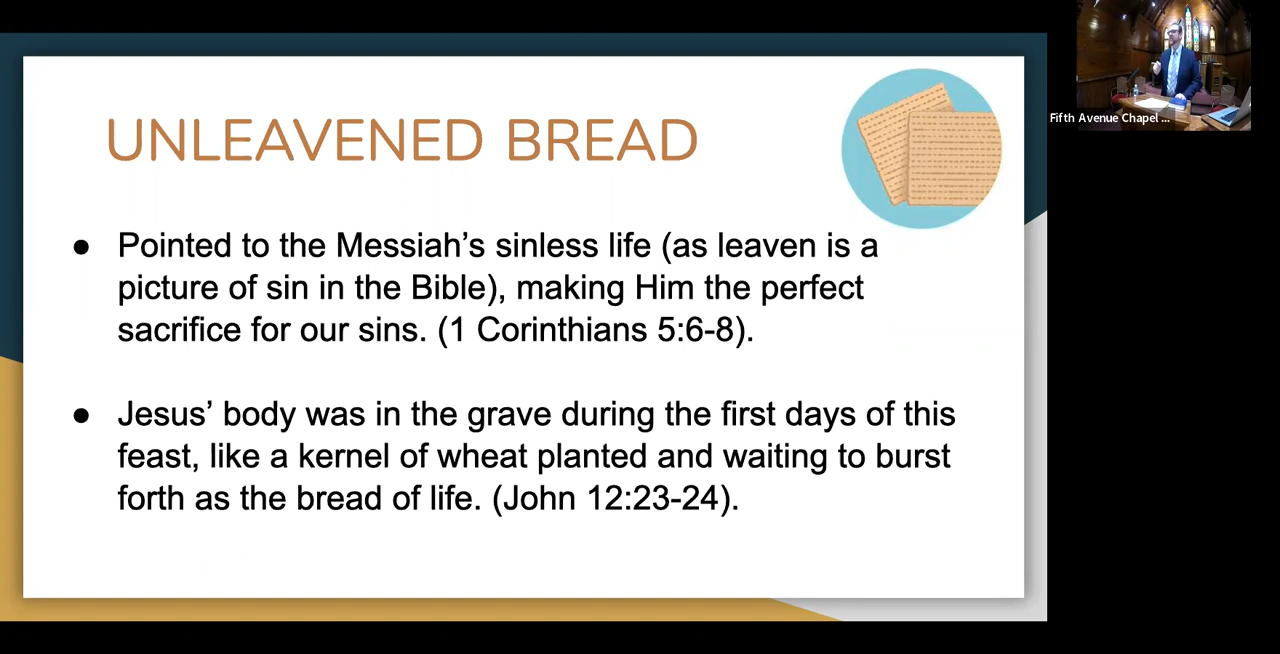 UNLEAVENED BREAD
● Pointed to the Messiah’s sinless life (as leaven is a
picture of sin in the Bible), making Him the perfect
sacrifice for our sins. (1 Corinthians 5:6-8).
● Jesus’ body was in the grave during the first days of this
feast, like a kernel of wheat planted and waiting to burst
forth as the bread of life. (John 12:23-24).
Fifth Avenue Chapel ...